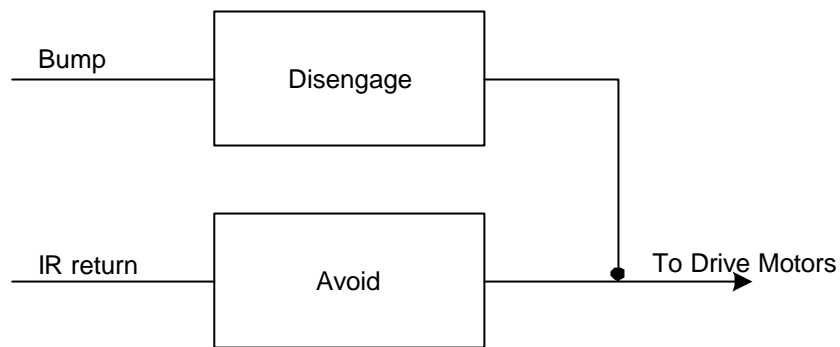 Bump
Disengage
IR return
Avoid
To Drive Motors